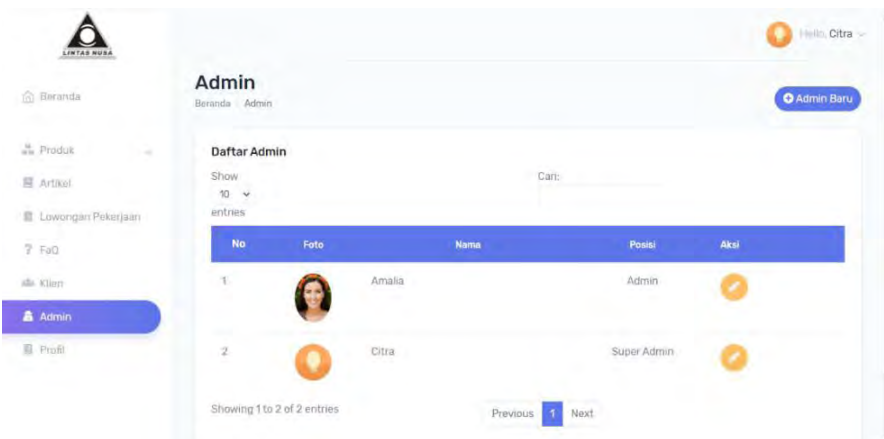 LINTAS NUSA
Hello, Citra
Beranda
Produk
Artikel
Lowongan Pekerjaan
? FaQ
Klien
Admin
Profil
Admin
Beranda Admin
Admin Baru
Daftar Admin
Show
10
entries
Cari:
No Foto Nama Posisi Aksi
1 Amalia Admin
2 Citra Super Admin
Showing 1 to 2 of 2 entries
Previous 1 Next